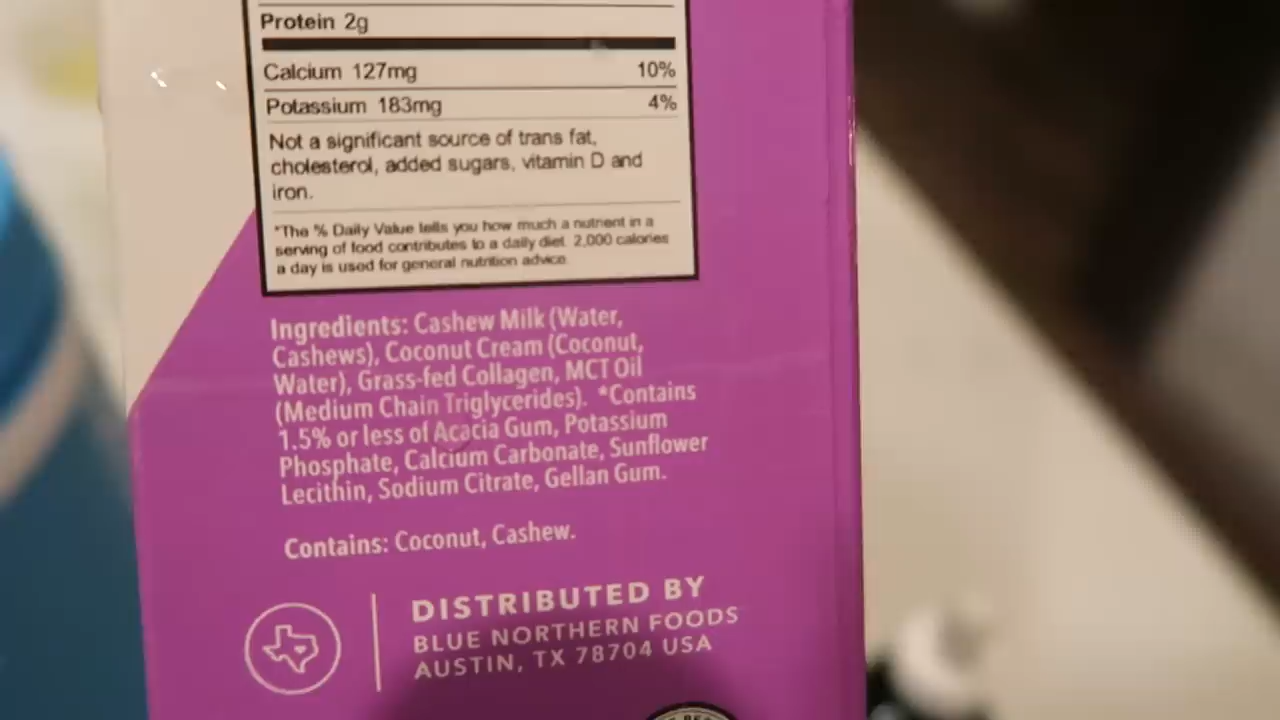 Protein 2g
Calcium 127mg 10%
Potassium 183mg 4%
Not a significant source of trans fat,
cholesterol, added sugars, vitamin D and
iron.
*The % Daily Value tells you how much a nutrient in a
serving of food contributes to a daily diet. 2,000 calories
a day is used for general nutrition advice.
Ingredients: Cashew Milk (Water,
Cashews), Coconut Cream (Coconut,
Water), Grass-fed Collagen, MCT Oil
(Medium Chain Triglycerides). *Contains
1.5% or less of Acacia Gum, Potassium
Phosphate, Calcium Carbonate, Sunflower
Lecithin, Sodium Citrate, Gellan Gum.
Contains: Coconut, Cashew.
DISTRIBUTED BY
BLUE NORTHERN FOODS
AUSTIN, TX 78704 USA